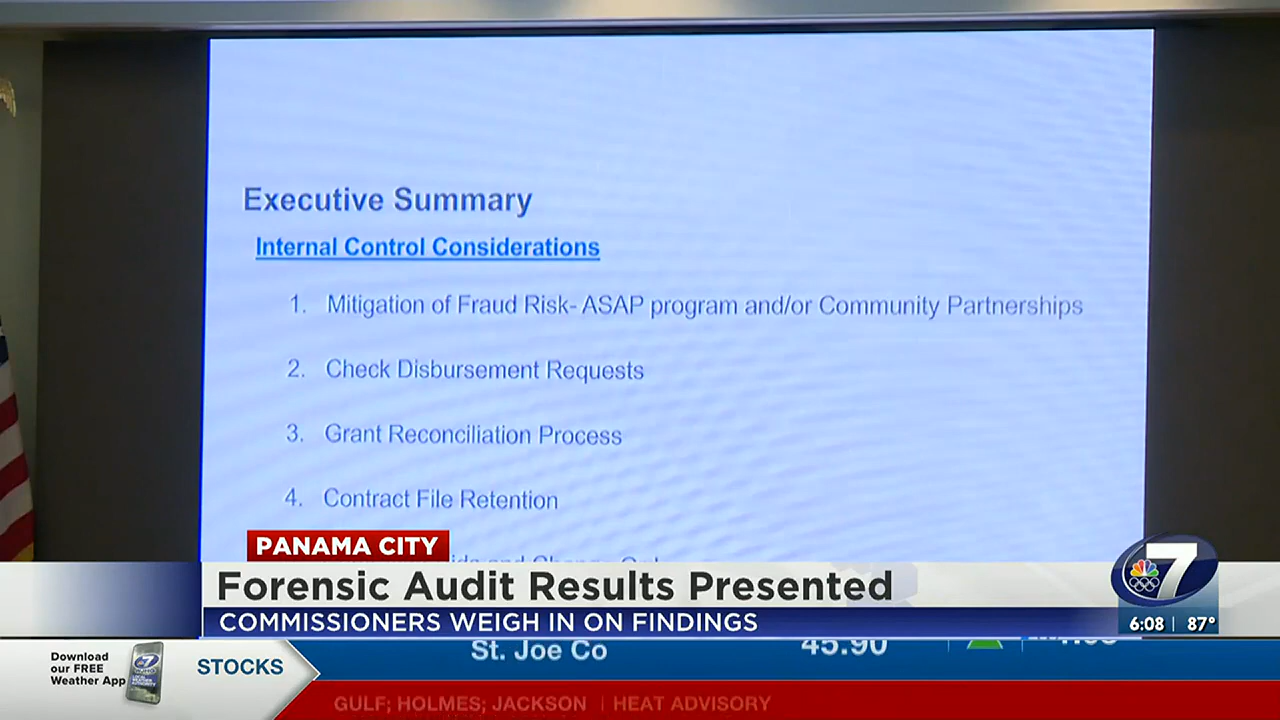 Executive Summary
Internal Control Considerations
1. Mitigation of Fraud Risk- ASAP program and/or Community Partnerships
2. Check Disbursement Requests
3. Grant Reconciliation Process
4. Contract File Retention
PANAMA CITY
Forensic Audit Results Presented
COMMISSIONERS WEIGH IN ON FINDINGS
7
6:08 | 87°
Download
our FREE
Weather App
STOCKS
St. Joe Co
45.90
GULF; HOLMES; JACKSON | HEAT ADVISORY